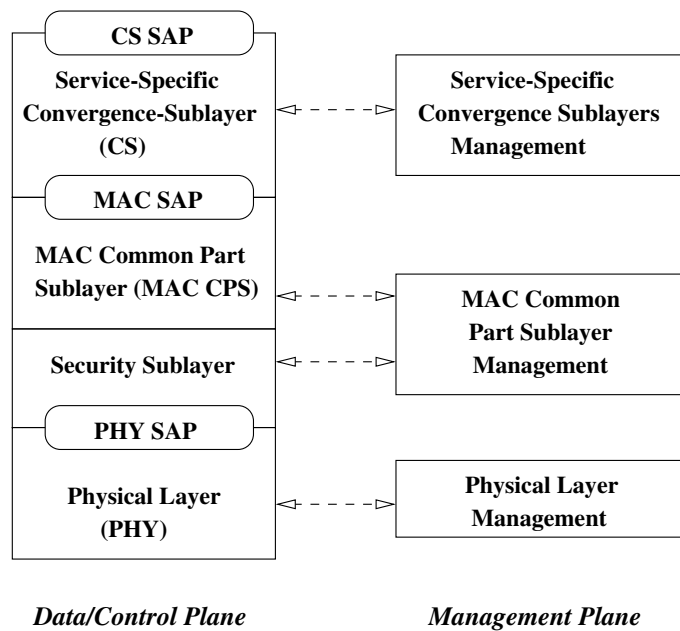 CS SAP
Service-Specific
Convergence-Sublayer
(CS)
MAC SAP
MAC Common Part
Sublayer (MAC CPS)
Security Sublayer
PHY SAP
Physical Layer
(PHY)
Data/Control Plane
Service-Specific
Convergence Sublayers
Management
MAC Common
Part Sublayer
Management
Physical Layer
Management
Management Plane